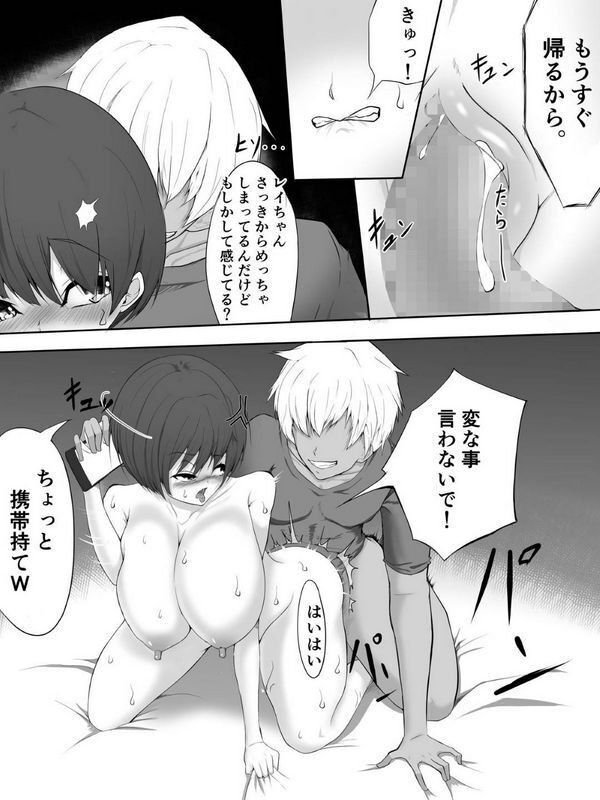 もうすぐ
帰るから。
キュン
たら
キュン
きゅっ！
ヒソ・・・
レイちゃん
さっきからめっちゃ
しまってるんだけど
もしかして感じてる？
変な事
言わないで！
キュッ
ちょっと
携帯持てW
はいはい
パン
パン